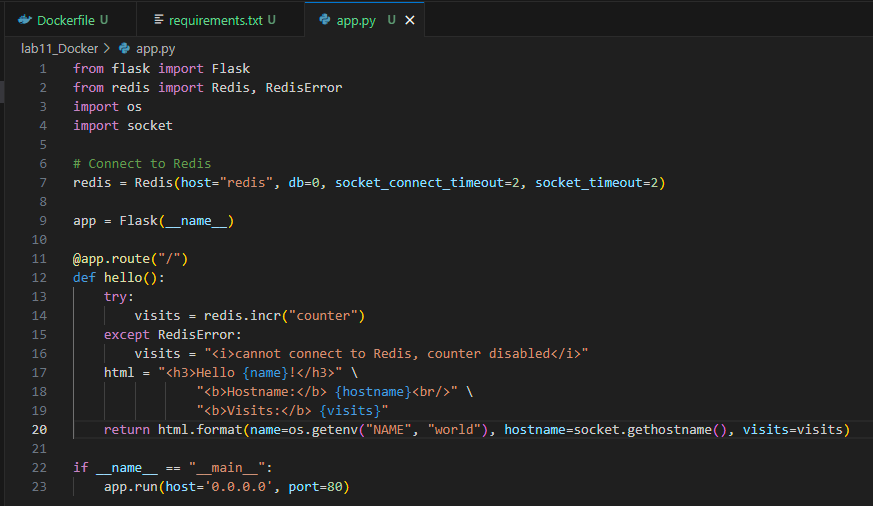 Dockerfile U requirements.txt U app.py U
lab11_Docker > app.py
1 from flask import Flask
2 from redis import Redis, RedisError
3 import os
4 import socket
5
6 # Connect to Redis
7 redis = Redis(host="redis", db=0, socket_connect_timeout=2, socket_timeout=2)
8
9 app = Flask(__name__)
10
11 @app.route("/")
12 def hello():
13     try:
14         visits = redis.incr("counter")
15     except RedisError:
16         visits = "<i>cannot connect to Redis, counter disabled</i>"
17     html = "<h3>Hello {name}!</h3>" \
18                 "<b>Hostname:</b> {hostname}<br/>" \
19                 "<b>Visits:</b> {visits}"
20     return html.format(name=os.getenv("NAME", "world"), hostname=socket.gethostname(), visits=visits)
21
22 if __name__ == "__main__":
23     app.run(host='0.0.0.0', port=80)